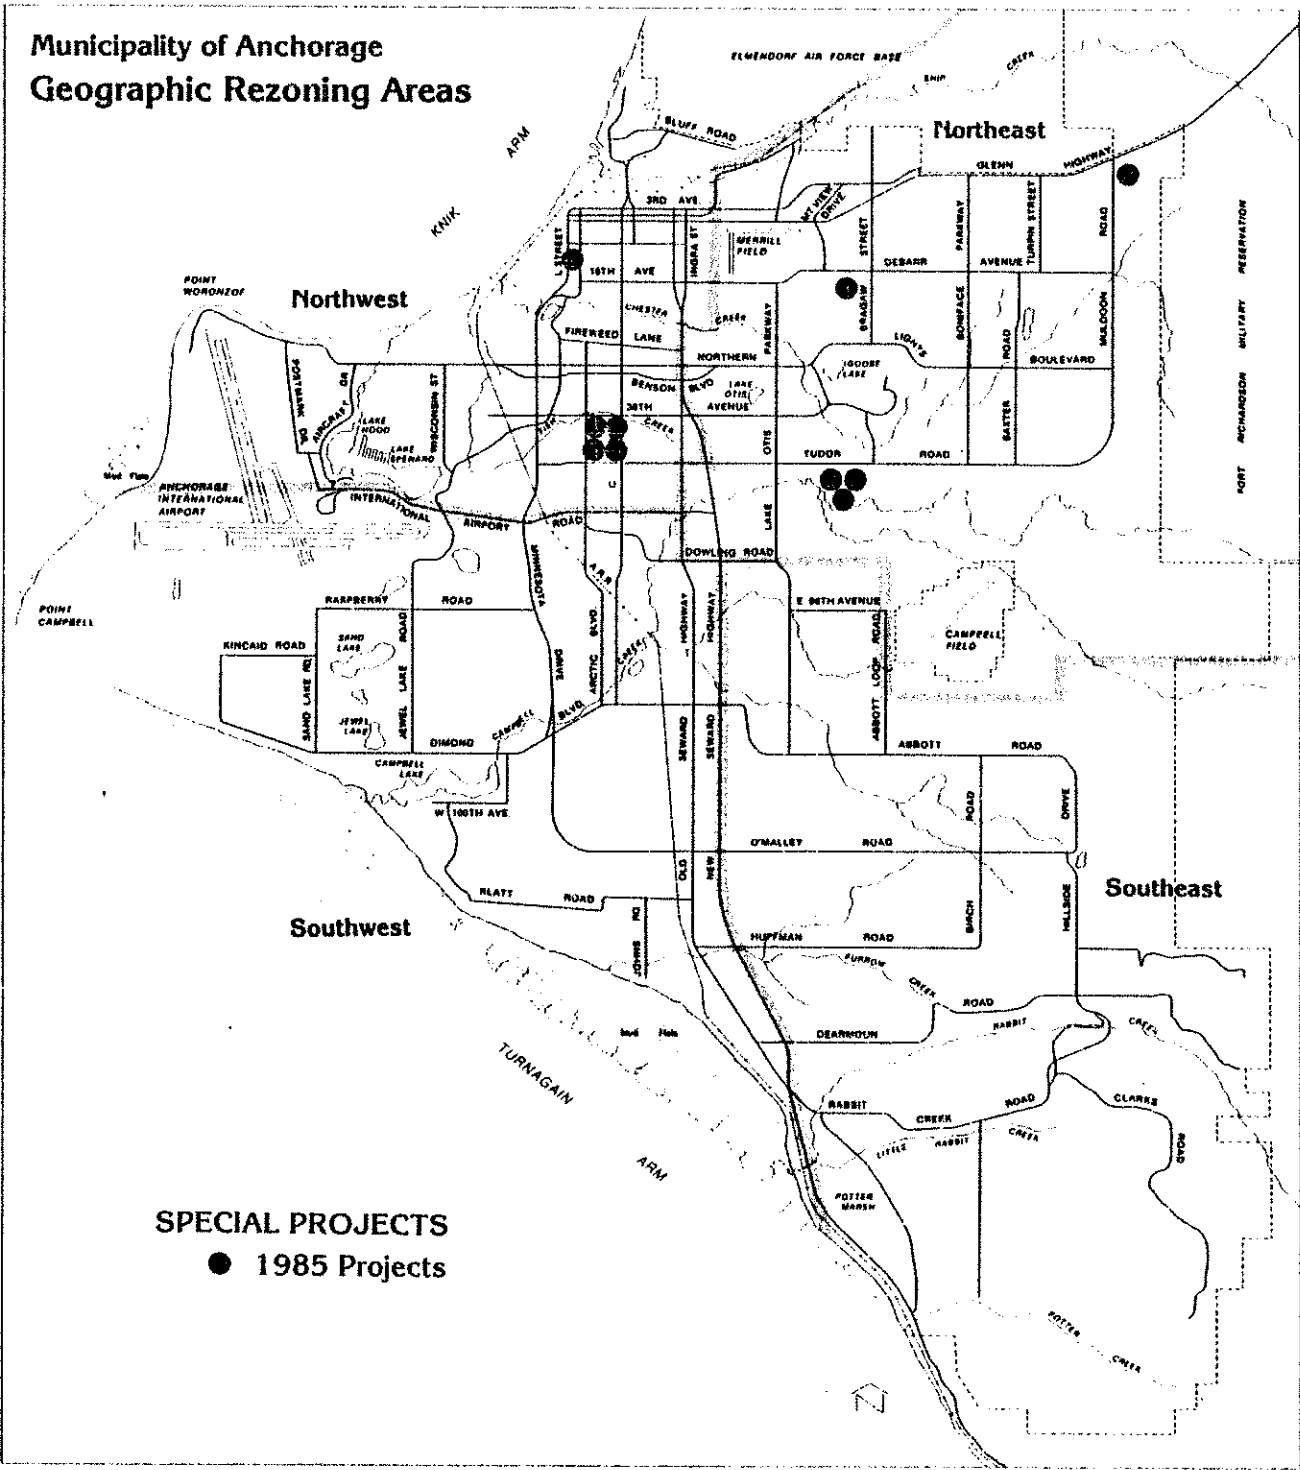 Municipality of Anchorage
Geographic Rezoning Areas
ELMENDORF AIR FORCE BASE
SHIP CREEK
KNIK ARM
BLUFF ROAD
Northeast
GLENN HIGHWAY
3RD AVE.
MT VIEW DRIVE
L STREET
15TH AVE
INGRA ST
MERRILL FIELD
BRAGAW STREET
BONIFACE PARKWAY
TURPIN STREET
MULDOON ROAD
DEBARR AVENUE
FORT RICHARDSON MILITARY RESERVATION
POINT WORONZOF
Northwest
CHESTER CREEK
FIREWEED LANE
NORTHERN LIGHTS BOULEVARD
BENSON BLVD
LAKE OTIS
GOOSE LAKE
BAXTER ROAD
36TH AVENUE
FISH CREEK
POSTMARK DR
AIRCRAFT DR
WISCONSIN ST
LAKE HOOD
LAKE SPENARD
LAKE OTIS PARKWAY
TUDOR ROAD
Mud Flats
ANCHORAGE INTERNATIONAL AIRPORT
INTERNATIONAL AIRPORT ROAD
C
DOWLING ROAD
MINNESOTA DRIVE
A.R.R.
POINT CAMPBELL
RASPBERRY ROAD
E 68TH AVENUE
CAMPBELL FIELD
KINCAID ROAD
SAND LAKE
SAND LAKE RD
JEWEL LAKE ROAD
JEWEL LAKE
ARCTIC BLVD.
CAMPBELL CREEK
OLD SEWARD HIGHWAY
NEW SEWARD HIGHWAY
ABBOTT LOOP ROAD
DIMOND BLVD
CAMPBELL LAKE
ABBOTT ROAD
W 100TH AVE
O'MALLEY ROAD
BIRCH ROAD
HILLSIDE DRIVE
Southeast
KLATT ROAD
JOHNS RD
Southwest
HUFFMAN ROAD
FURROW CREEK
Mud Flats
DEARMOUN ROAD
RABBIT CREEK
TURNAGAIN ARM
RABBIT CREEK ROAD
CLARKS ROAD
LITTLE RABBIT CREEK
POTTER MARSH
SPECIAL PROJECTS
1985 Projects
POTTER CREEK